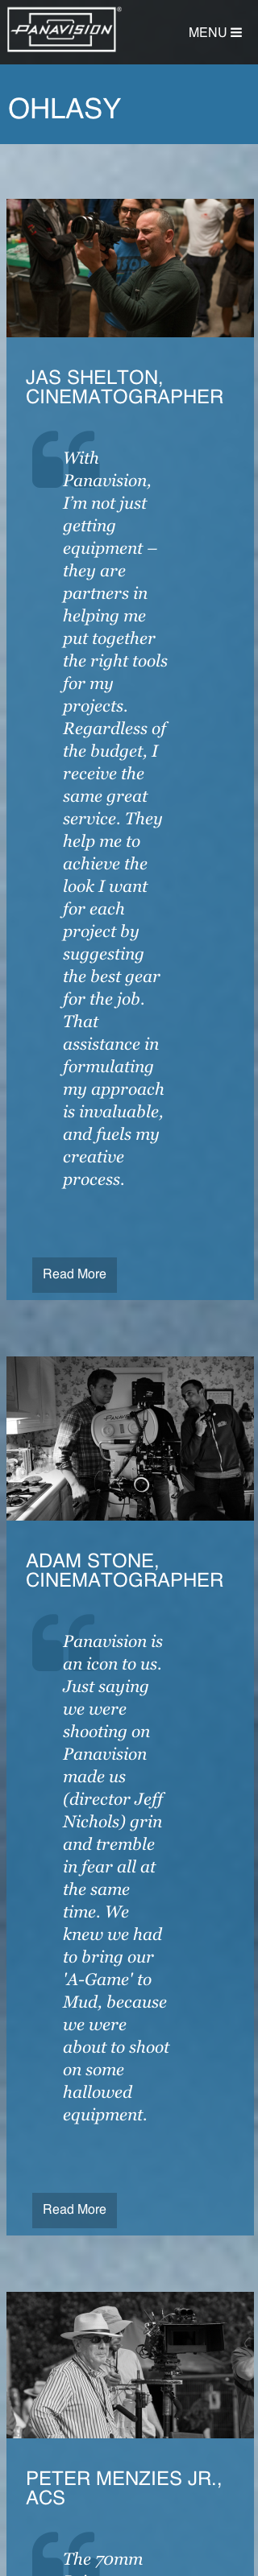 PANAVISION®
MENU
OHLASY
JAS SHELTON,
CINEMATOGRAPHER
With
Panavision,
I’m not just
getting
equipment –
they are
partners in
helping me
put together
the right tools
for my
projects.
Regardless of
the budget, I
receive the
same great
service. They
help me to
achieve the
look I want
for each
project by
suggesting
the best gear
for the job.
That
assistance in
formulating
my approach
is invaluable,
and fuels my
creative
process.
Read More
ADAM STONE,
CINEMATOGRAPHER
Panavision is
an icon to us.
Just saying
we were
shooting on
Panavision
made us
(director Jeff
Nichols) grin
and tremble
in fear all at
the same
time. We
knew we had
to bring our
'A-Game' to
Mud, because
we were
about to shoot
on some
hallowed
equipment.
Read More
PETER MENZIES JR.,
ACS
The 70mm